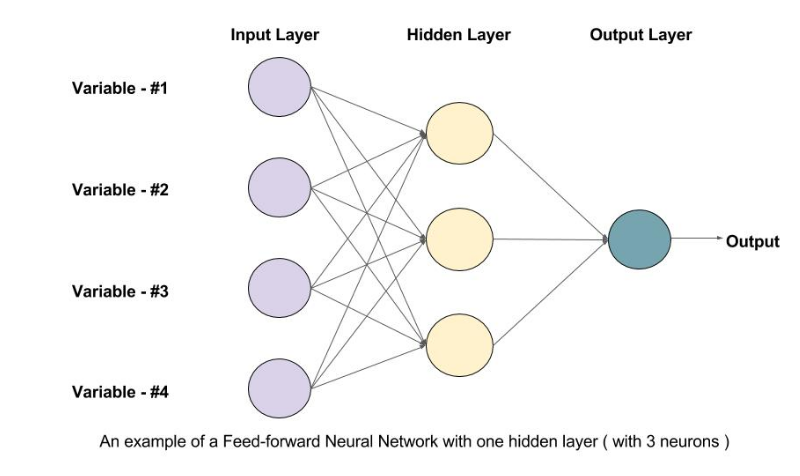 Input Layer Hidden Layer Output Layer
Variable - #1
Variable - #2
Output
Variable - #3
Variable - #4
An example of a Feed-forward Neural Network with one hidden layer ( with 3 neurons )